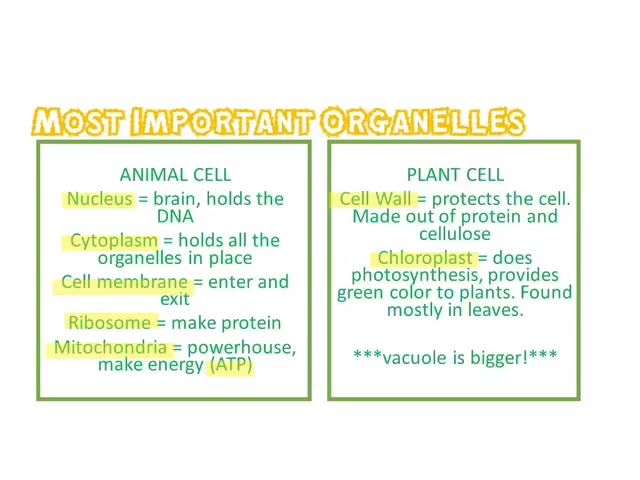 MOST IMPORTANT ORGANELLES
ANIMAL CELL
Nucleus = brain, holds the
DNA
Cytoplasm = holds all the
organelles in place
Cell membrane = enter and
exit
Ribosome = make protein
Mitochondria = powerhouse,
make energy (ATP)
PLANT CELL
Cell Wall = protects the cell.
Made out of protein and
cellulose
Chloroplast = does
photosynthesis, provides
green color to plants. Found
mostly in leaves.
***vacuole is bigger!***